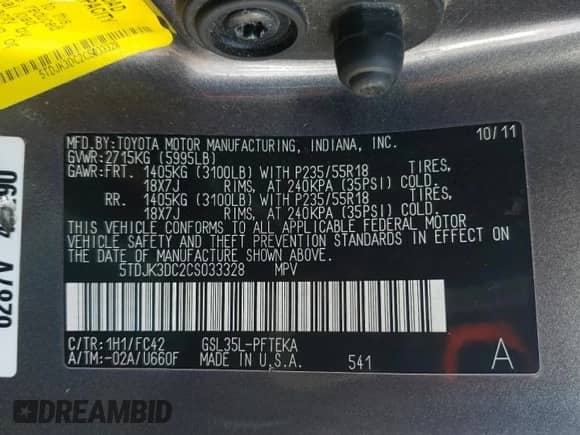 5TDJK3DC2CS033328
MFD.BY:TOYOTA MOTOR MANUFACTURING, INDIANA, INC. 10/11
GVWR:2715KG (5995LB)
GAWR:FRT. 1405KG (3100LB) WITH P235/55R18 TIRES,
18X7J RIMS, AT 240KPA (35PSI) COLD.
RR. 1405KG (3100LB) WITH P235/55R18 TIRES,
18X7J RIMS, AT 240KPA (35PSI) COLD.
THIS VEHICLE CONFORMS TO ALL APPLICABLE FEDERAL MOTOR
VEHICLE SAFETY AND THEFT PREVENTION STANDARDS IN EFFECT ON
THE DATE OF MANUFACTURE SHOWN ABOVE.
5TDJK3DC2CS033328 MPV
C/TR:1H1/FC42 GSL35L-PFTEKA
A/TM:-02A/U660F MADE IN U.S.A. 541 A
DREAMBID